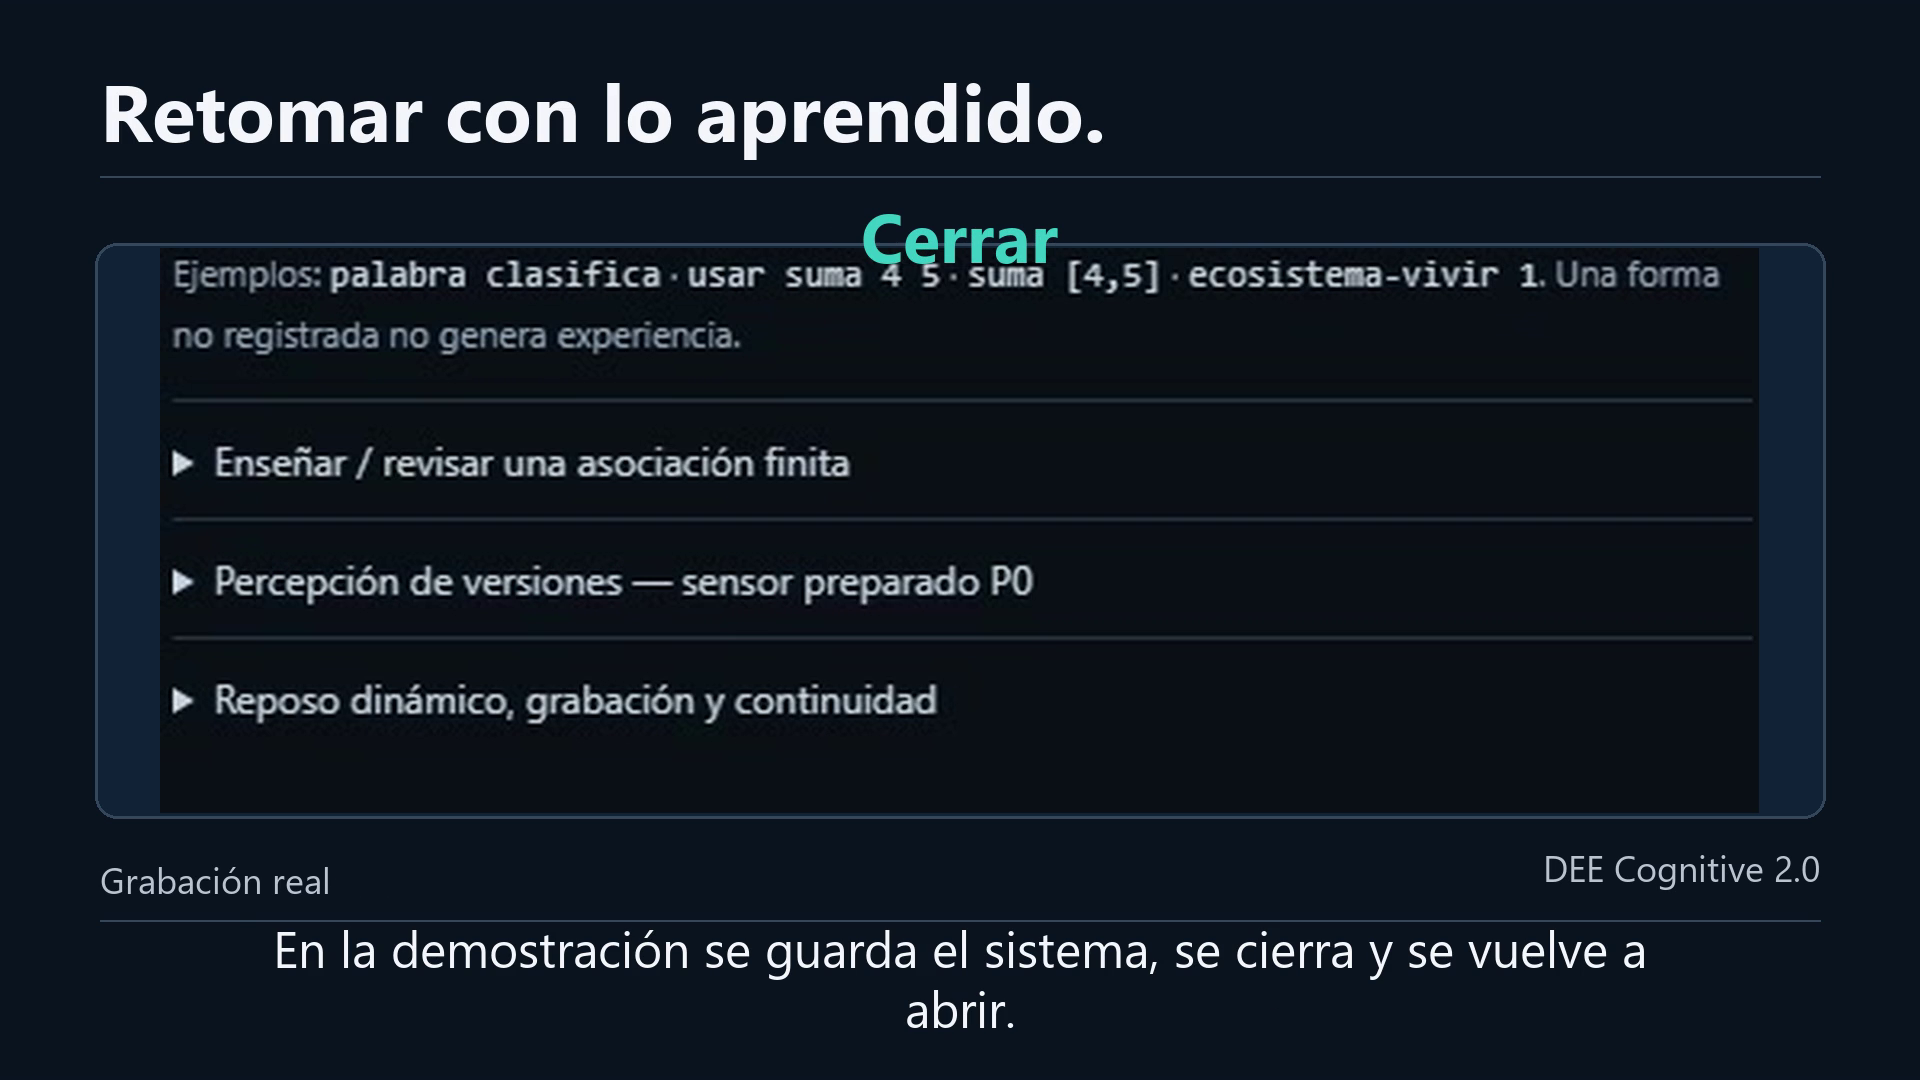 Retomar con lo aprendido.
Cerrar
Ejemplos: palabra clasifica · usar suma 4 5 · suma [4,5] · ecosistema-vivir 1. Una forma
no registrada no genera experiencia.
▶ Enseñar / revisar una asociación finita
▶ Percepción de versiones — sensor preparado P0
▶ Reposo dinámico, grabación y continuidad
Grabación real
DEE Cognitive 2.0
En la demostración se guarda el sistema, se cierra y se vuelve a
abrir.